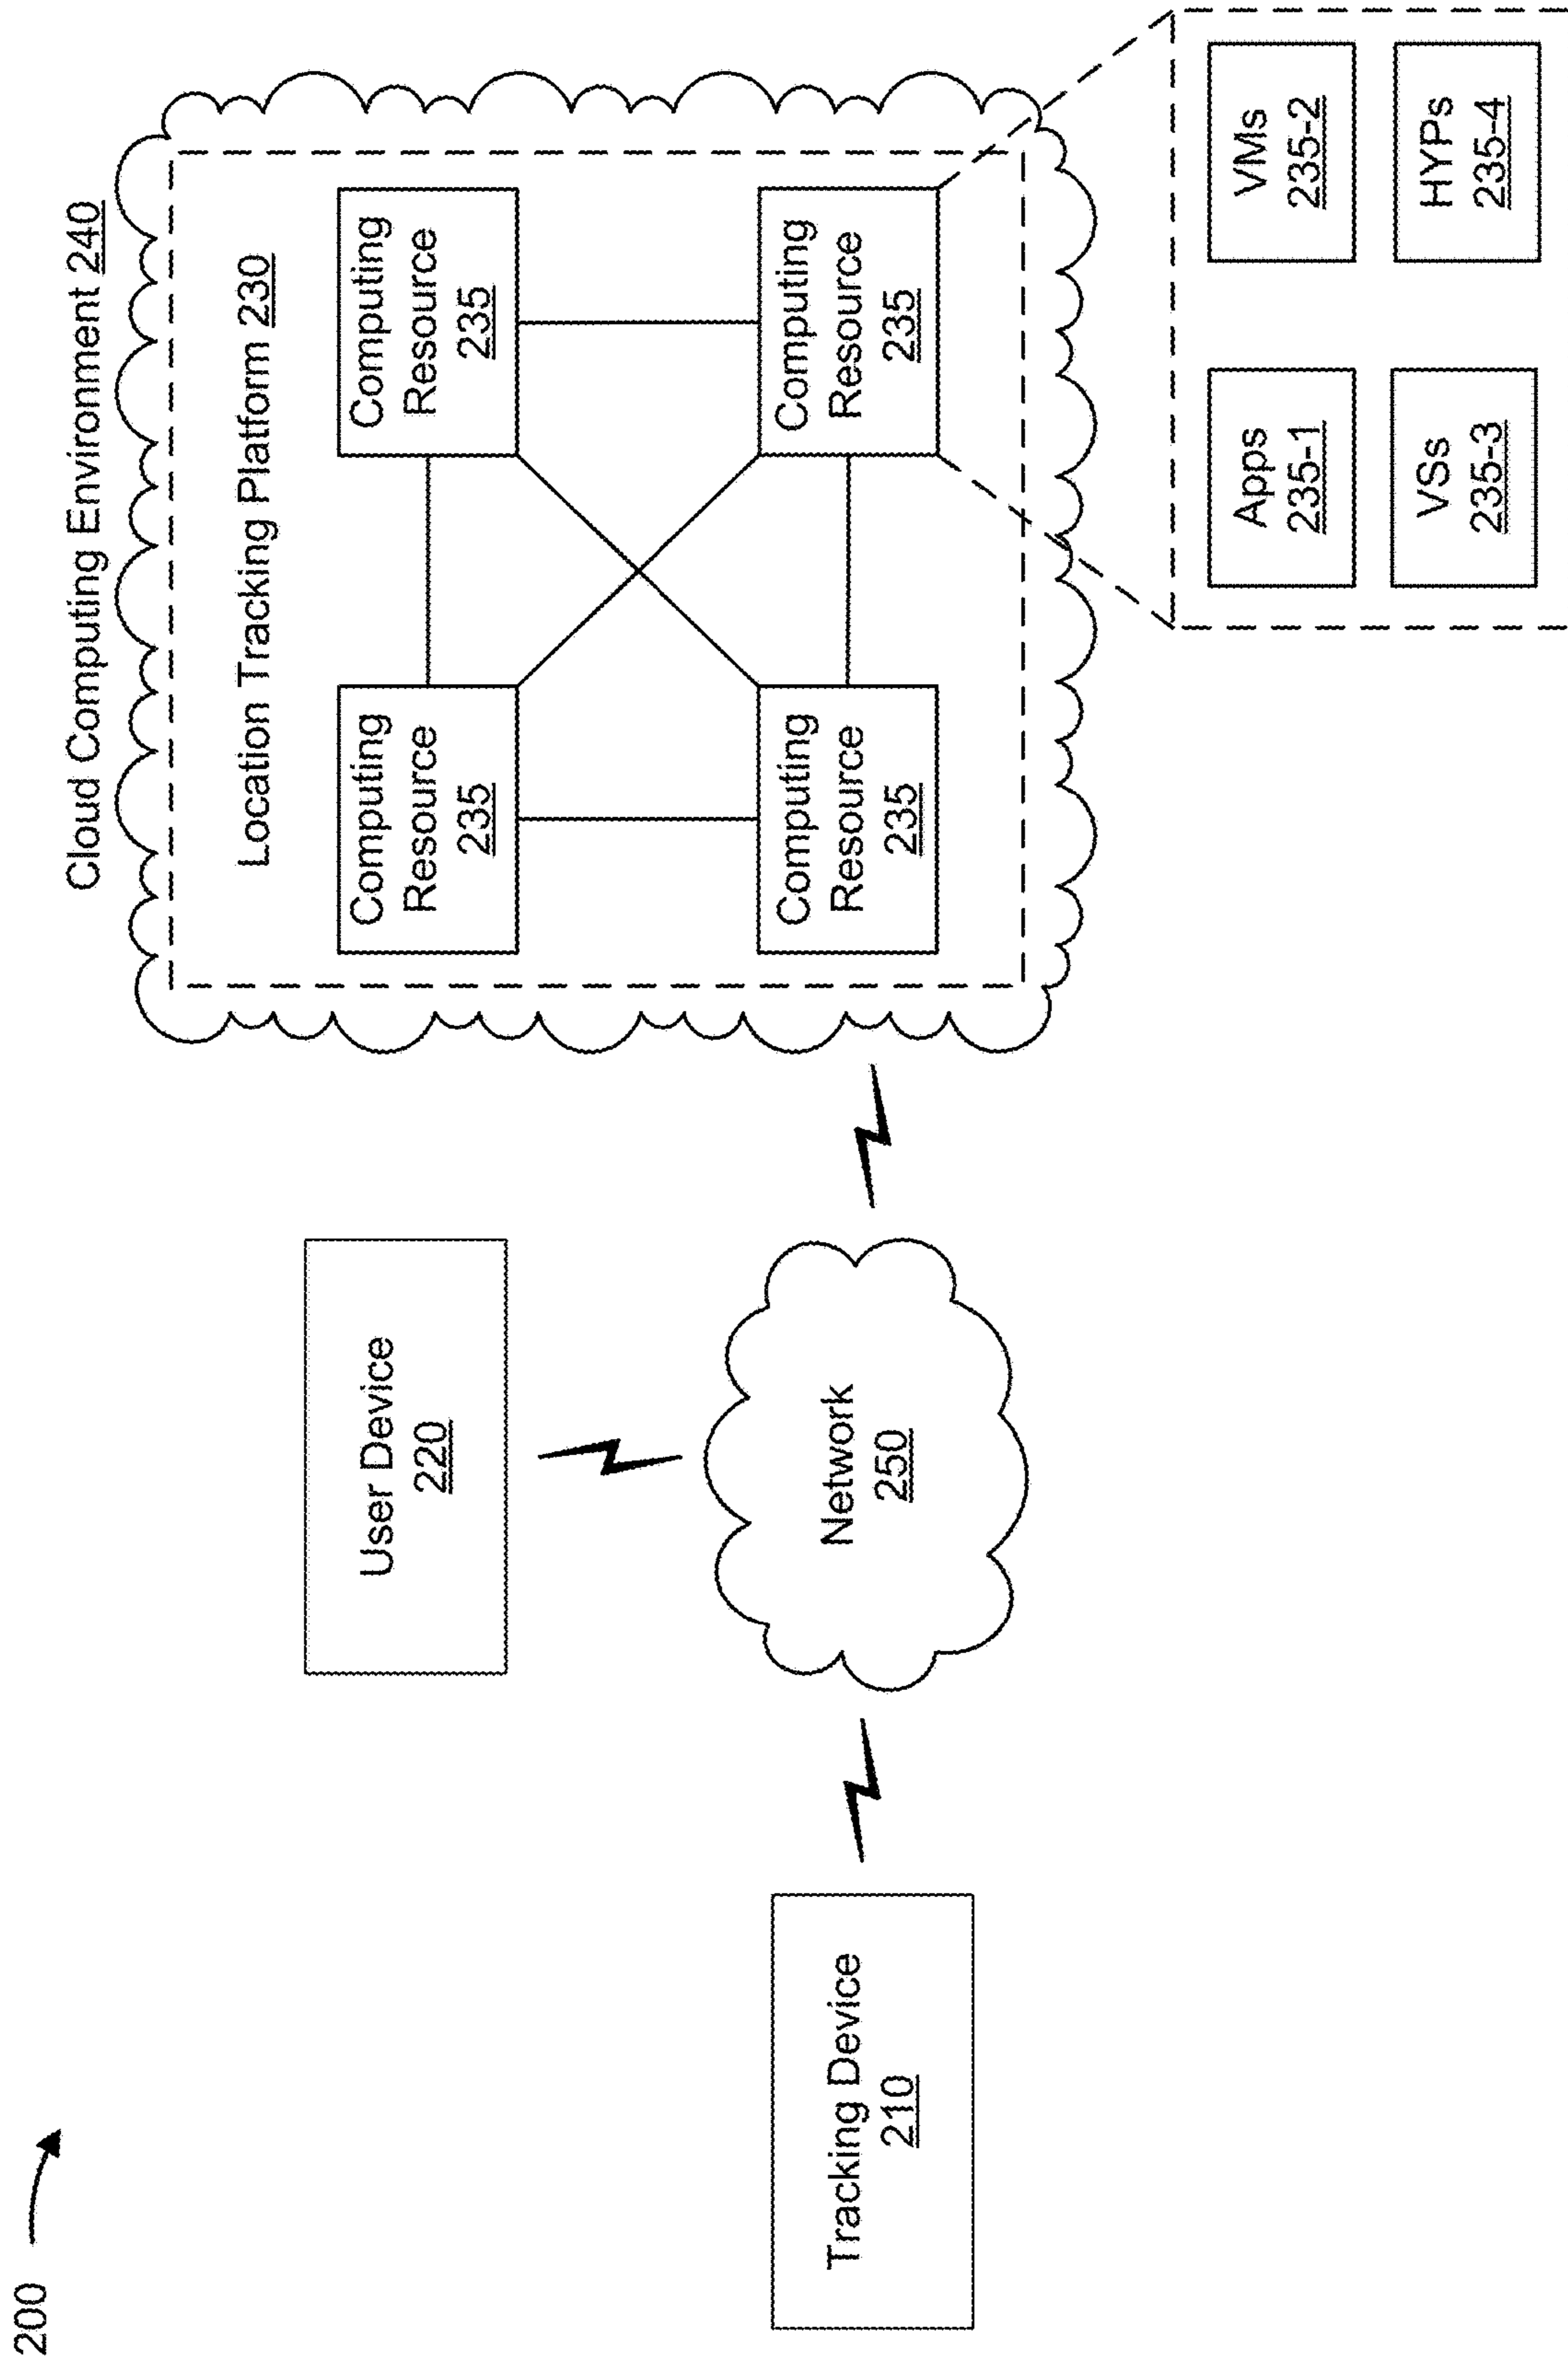 200
Cloud Computing Environment 240
Location Tracking Platform 230
Computing
Resource
235
Computing
Resource
235
Computing
Resource
235
Computing
Resource
235
User Device
220
Network
250
Tracking Device
210
Apps
235-1
VMs
235-2
VSs
235-3
HYPs
235-4